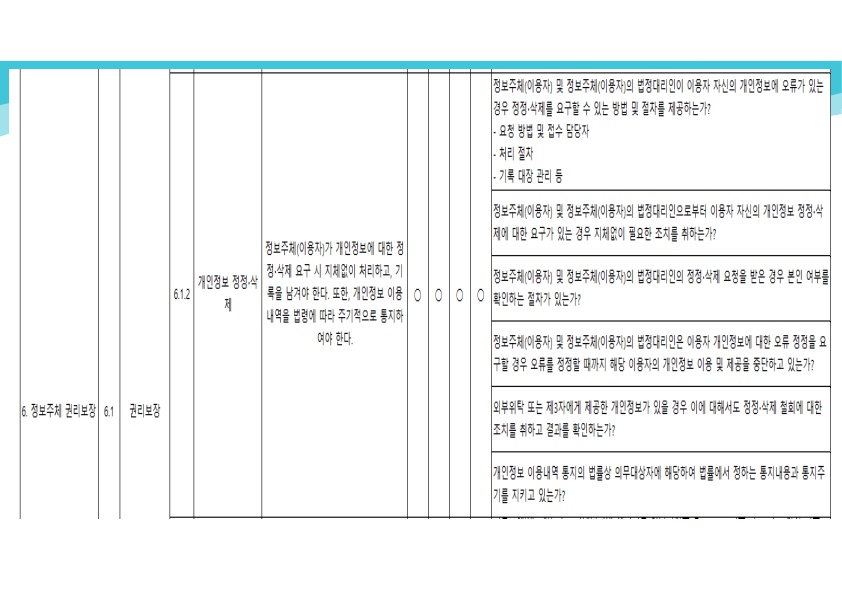 6. 정보주체 권리보장
6.1
권리보장
6.1.2
개인정보 정정·삭
제
정보주체(이용자)가 개인정보에 대한 정
정·삭제 요구 시 지체없이 처리하고, 기
록을 남겨야 한다. 또한, 개인정보 이용
내역을 법령에 따라 주기적으로 통지하
여야 한다.
○ ○ ○ ○
정보주체(이용자) 및 정보주체(이용자)의 법정대리인이 이용자 자신의 개인정보에 오류가 있는
경우 정정·삭제를 요구할 수 있는 방법 및 절자를 제공하는가?
- 요청 방법 및 접수 담당자
- 처리 절차
- 기록 대장 관리 등
정보주체(이용자) 및 정보주체(이용자)의 법정대리인으로부터 이용자 자신의 개인정보 정정·삭
제에 대한 요구가 있는 경우 지체없이 필요한 조치를 취하는가?
정보주체(이용자) 및 정보주체(이용자)의 법정대리인의 정정·삭제 요청을 받은 경우 본인 여부를
확인하는 절차가 있는가?
정보주체(이용자) 및 정보주체(이용자)의 법정대리인은 이용자 개인정보에 대한 오류 정정을 요
구할 경우 오류를 정정할 때까지 해당 이용자의 개인정보 이용 및 제공을 중단하고 있는가?
외부위탁 또는 제3자에게 제공한 개인정보가 있을 경우 이에 대해서도 정정·삭제 철회에 대한
조치를 취하고 결과를 확인하는가?
개인정보 이용내역 통지의 법률상 의무대상자에 해당하여 법률에서 정하는 통지내용과 통지주
기를 지키고 있는가?